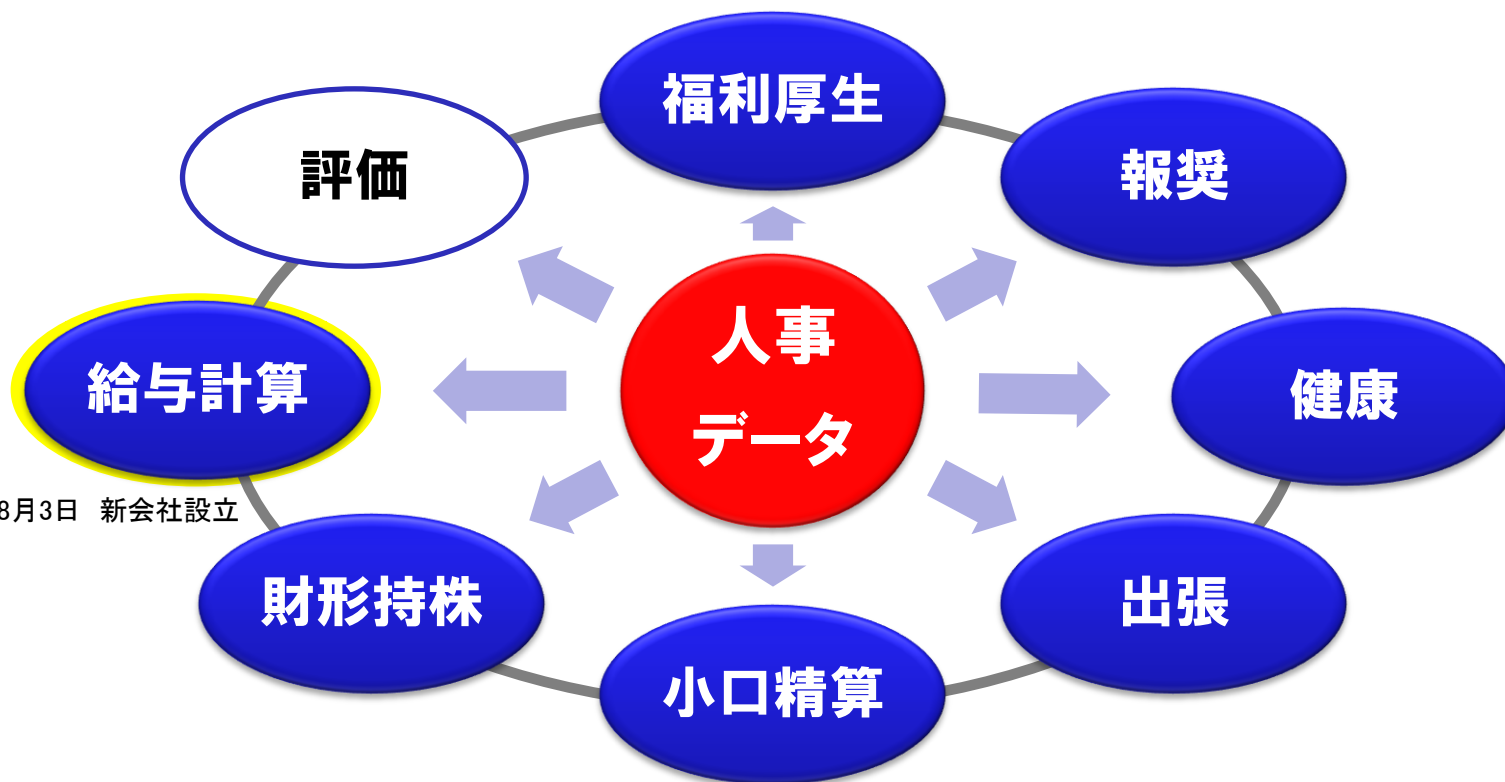 福利厚生
評価
報奨
人事
データ
給与計算
健康
8月3日 新会社設立
財形持株
出張
小口精算